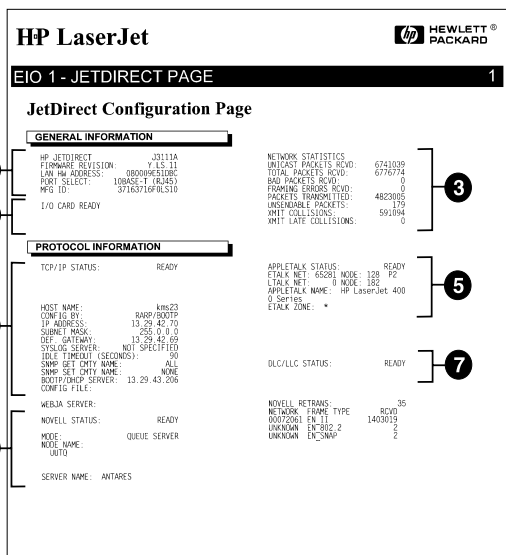 HP LaserJet
hp HEWLETT ® PACKARD
EIO 1 - JETDIRECT PAGE 1
JetDirect Configuration Page
GENERAL INFORMATION
HP JETDIRECT J3111A
FIRMWARE REVISION: Y.LS.11
LAN HW ADDRESS: 080009E51DBC
PORT SELECT: 10BASE-T (RJ45)
MFG ID: 37163716F0LS10
I/O CARD READY
NETWORK STATISTICS
UNICAST PACKETS RCVD: 6741039
TOTAL PACKETS RCVD: 6776774
BAD PACKETS RCVD: 0
FRAMING ERRORS RCVD: 0
PACKETS TRANSMITTED: 4823005
UNSENDABLE PACKETS: 179
XMIT COLLISIONS: 591094
XMIT LATE COLLISIONS: 0
3
PROTOCOL INFORMATION
TCP/IP STATUS: READY
HOST NAME: kms23
CONFIG BY: RARP/BOOTP
IP ADDRESS: 13.29.42.70
SUBNET MASK: 255.0.0.0
DEF. GATEWAY: 13.29.42.69
SYSLOG SERVER: NOT SPECIFIED
IDLE TIMEOUT (SECONDS): 90
SNMP GET CMTY NAME: ALL
SNMP SET CMTY NAME: NONE
BOOTP/DHCP SERVER: 13.29.43.206
CONFIG FILE:
WEBJA SERVER:
NOVELL STATUS: READY
MODE: QUEUE SERVER
NODE NAME:
UUTQ
SERVER NAME: ANTARES
APPLETALK STATUS: READY
ETALK NET: 65281 NODE: 128 P2
LTALK NET: 0 NODE: 182
APPLETALK NAME: HP LaserJet 400
0 Series
ETALK ZONE: *
5
DLC/LLC STATUS: READY
7
NOVELL RETRANS: 35
NETWORK FRAME TYPE RCVD
00072061 EN_II 1403019
UNKNOWN EN_802.2 2
UNKNOWN EN_SNAP 2